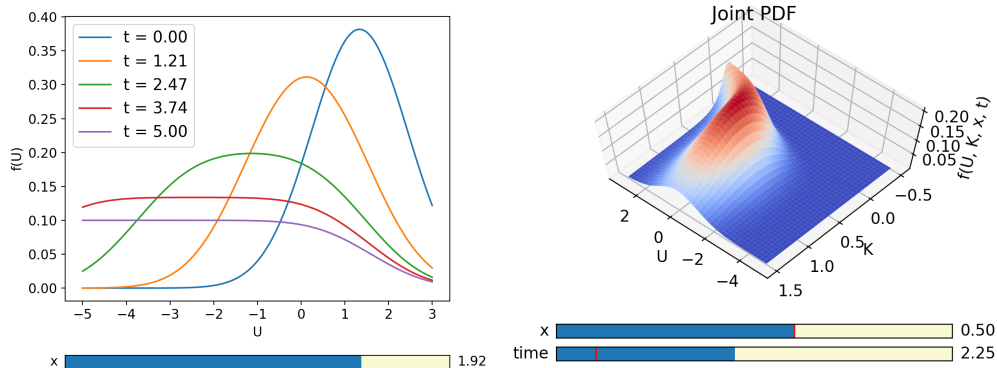 0.40
0.35
0.30
0.25
0.20
0.15
0.10
0.05
0.00
f(U)
t = 0.00
t = 1.21
t = 2.47
t = 3.74
t = 5.00
−5 −4 −3 −2 −1 0 1 2 3
U
x 1.92
Joint PDF
0.20
0.15
0.10
0.05
f(U, K, x, t)
2
0
−2
−4
U
−0.5
0.0
0.5
1.0
1.5
K
x 0.50
time 2.25